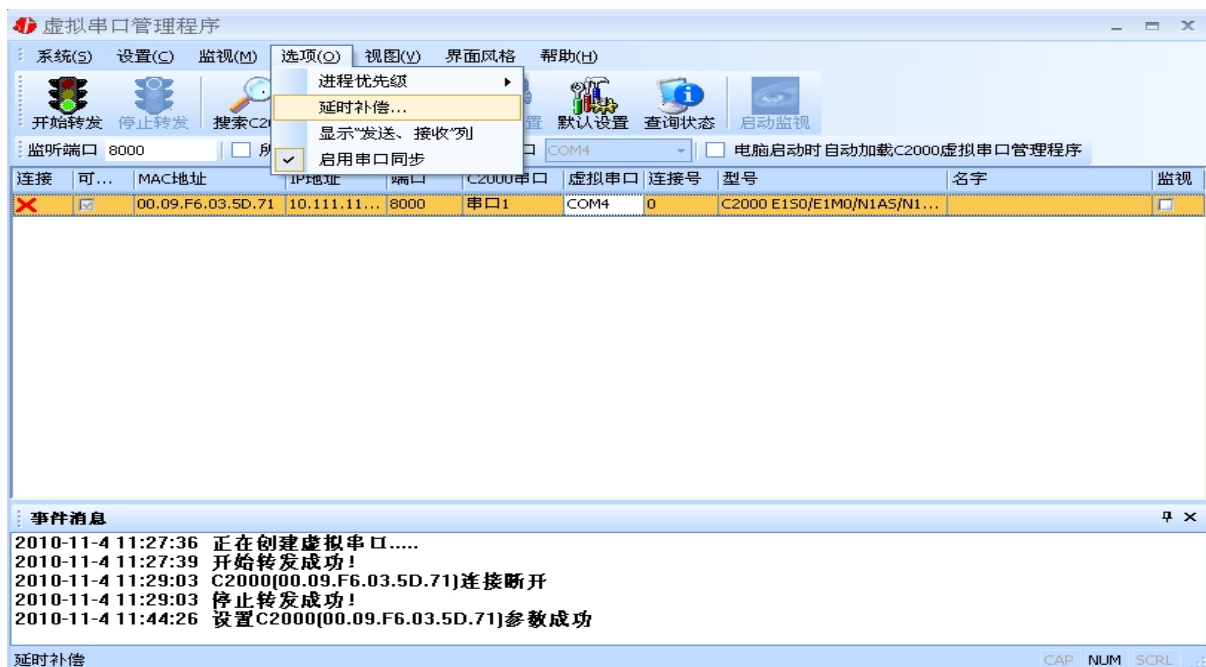 虚拟串口管理程序
系统(S) 设置(C) 监视(M) 选项(O) 视图(V) 界面风格 帮助(H)
进程优先级
延时补偿...
显示“发送、接收”列
启用串口同步
开始转发 停止转发 搜索C2 置 默认设置 查询状态 启动监视
监听端口 8000 COM4 电脑启动时自动加载C2000虚拟串口管理程序
连接 可... MAC地址 IP地址 端口 C2000串口 虚拟串口 连接号 型号 名字 监视
00.09.F6.03.5D.71 10.111.11... 8000 串口1 COM4 0 C2000 E1S0/E1M0/N1AS/N1...
事件消息
2010-11-4 11:27:36 正在创建虚拟串口.....
2010-11-4 11:27:39 开始转发成功!
2010-11-4 11:29:03 C2000[00.09.F6.03.5D.71]连接断开
2010-11-4 11:29:03 停止转发成功!
2010-11-4 11:44:26 设置C2000[00.09.F6.03.5D.71]参数成功
延时补偿 CAP NUM SCRL